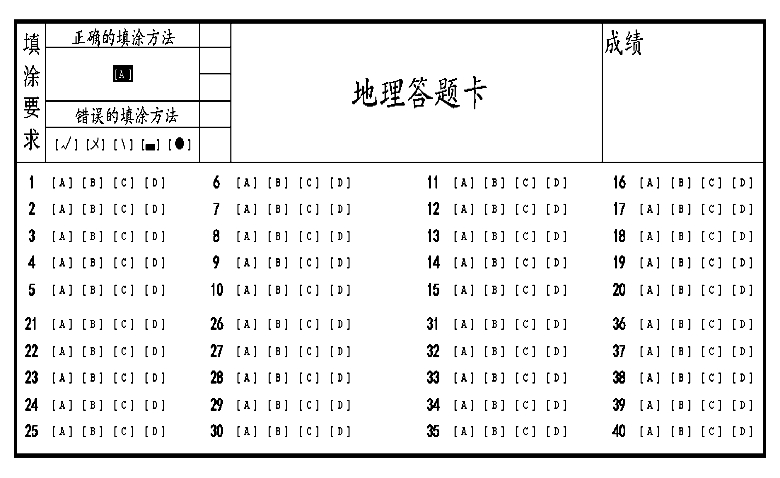 填涂要求
正确的填涂方法
[A]
错误的填涂方法
[√] [X] [\] [▃] [●]
地理答题卡
成绩
1 [A] [B] [C] [D] 6 [A] [B] [C] [D] 11 [A] [B] [C] [D] 16 [A] [B] [C] [D]
2 [A] [B] [C] [D] 7 [A] [B] [C] [D] 12 [A] [B] [C] [D] 17 [A] [B] [C] [D]
3 [A] [B] [C] [D] 8 [A] [B] [C] [D] 13 [A] [B] [C] [D] 18 [A] [B] [C] [D]
4 [A] [B] [C] [D] 9 [A] [B] [C] [D] 14 [A] [B] [C] [D] 19 [A] [B] [C] [D]
5 [A] [B] [C] [D] 10 [A] [B] [C] [D] 15 [A] [B] [C] [D] 20 [A] [B] [C] [D]
21 [A] [B] [C] [D] 26 [A] [B] [C] [D] 31 [A] [B] [C] [D] 36 [A] [B] [C] [D]
22 [A] [B] [C] [D] 27 [A] [B] [C] [D] 32 [A] [B] [C] [D] 37 [A] [B] [C] [D]
23 [A] [B] [C] [D] 28 [A] [B] [C] [D] 33 [A] [B] [C] [D] 38 [A] [B] [C] [D]
24 [A] [B] [C] [D] 29 [A] [B] [C] [D] 34 [A] [B] [C] [D] 39 [A] [B] [C] [D]
25 [A] [B] [C] [D] 30 [A] [B] [C] [D] 35 [A] [B] [C] [D] 40 [A] [B] [C] [D]